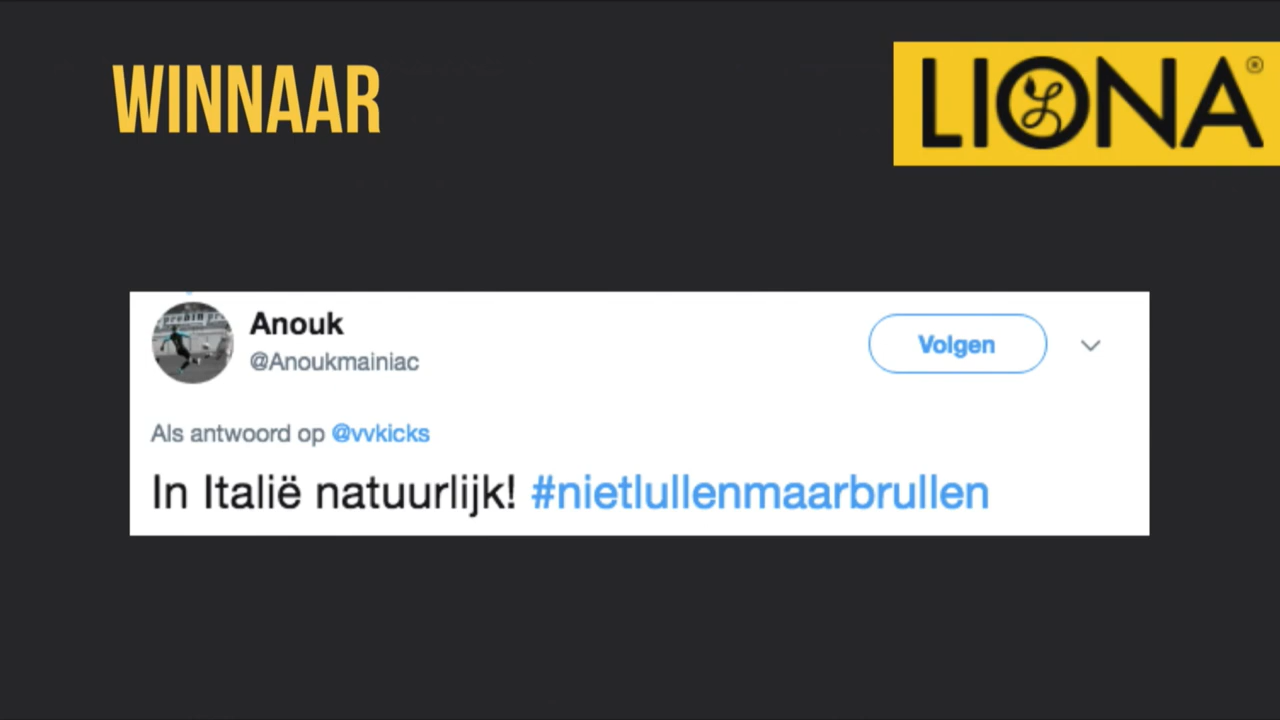 WINNAAR
LIONA®
Anouk
@Anoukmainiac
Volgen
Als antwoord op @vvkicks
In Italië natuurlijk! #nietlullenmaarbrullen